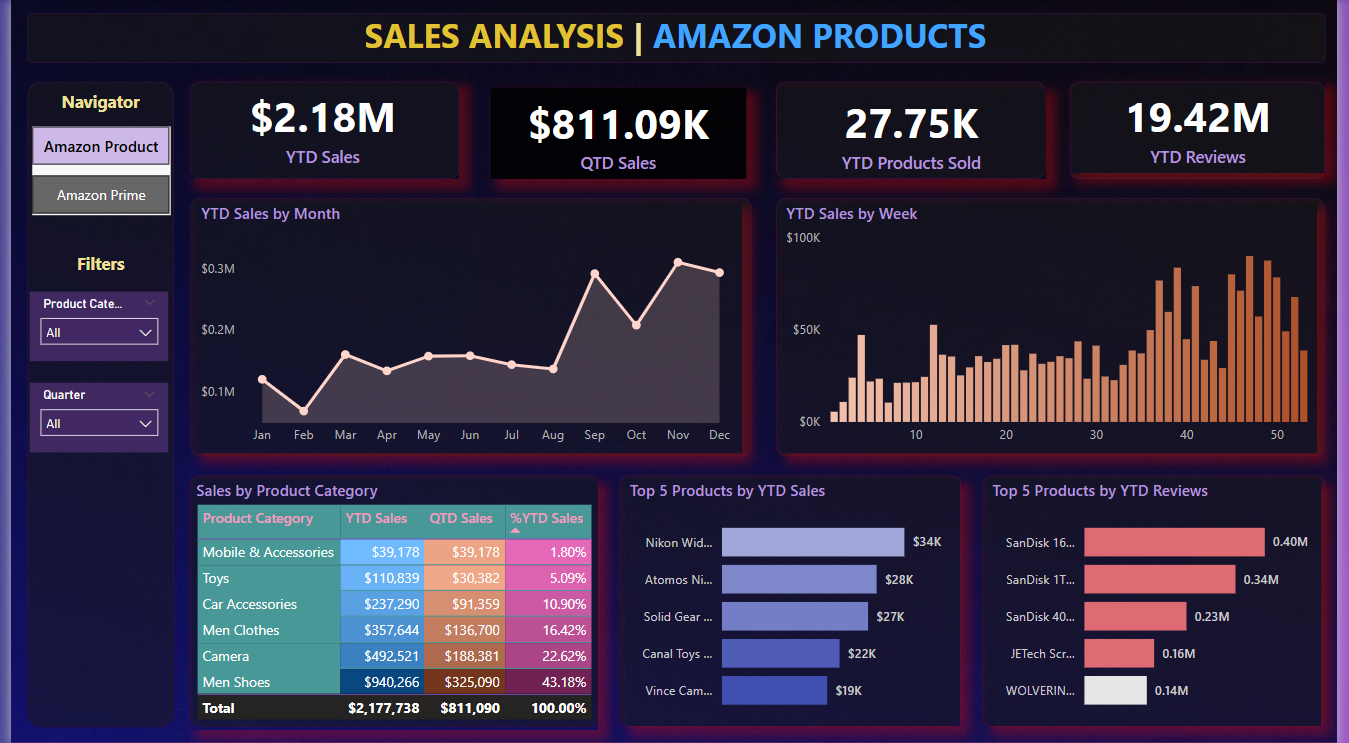 SALES ANALYSIS | AMAZON PRODUCTS
Navigator
Amazon Product
Amazon Prime
Filters
Product Cate...
All
Quarter
All
$2.18M
YTD Sales
$811.09K
QTD Sales
27.75K
YTD Products Sold
19.42M
YTD Reviews
YTD Sales by Month
$0.3M
$0.2M
$0.1M
Jan Feb Mar Apr May Jun Jul Aug Sep Oct Nov Dec
YTD Sales by Week
$100K
$50K
$0K
10 20 30 40 50
Sales by Product Category
Product Category YTD Sales QTD Sales %YTD Sales
Mobile & Accessories $39,178 $39,178 1.80%
Toys $110,839 $30,382 5.09%
Car Accessories $237,290 $91,359 10.90%
Men Clothes $357,644 $136,700 16.42%
Camera $492,521 $188,381 22.62%
Men Shoes $940,266 $325,090 43.18%
Total $2,177,738 $811,090 100.00%
Top 5 Products by YTD Sales
Nikon Wid... $34K
Atomos Ni... $28K
Solid Gear ... $27K
Canal Toys ... $22K
Vince Cam... $19K
Top 5 Products by YTD Reviews
SanDisk 16... 0.40M
SanDisk 1T... 0.34M
SanDisk 40... 0.23M
JETech Scr... 0.16M
WOLVERIN... 0.14M